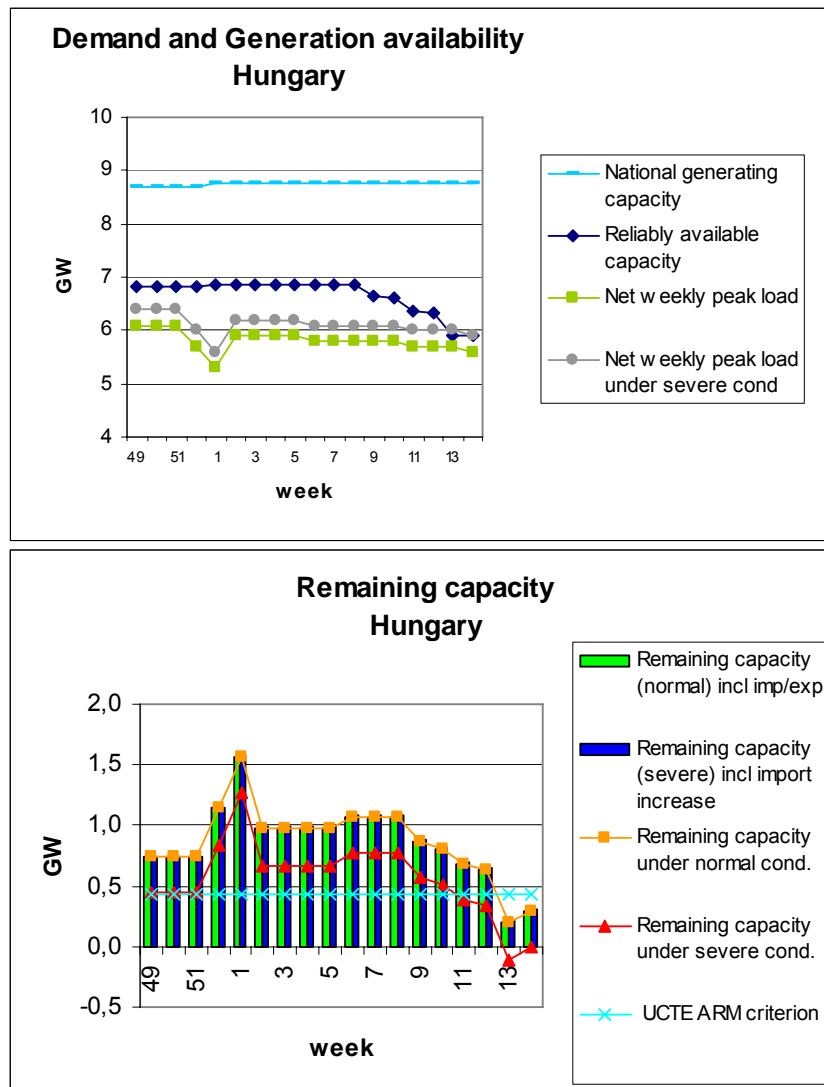 Demand and Generation availability
Hungary
10
9
8
7
6
5
4
GW
49 51 1 3 5 7 9 11 13
week
National generating
capacity
Reliably available
capacity
Net weekly peak load
Net weekly peak load
under severe cond
Remaining capacity
Hungary
2,0
1,5
1,0
0,5
0,0
-0,5
GW
49 51 1 3 5 7 9 11 13
week
Remaining capacity
(normal) incl imp/exp
Remaining capacity
(severe) incl import
increase
Remaining capacity
under normal cond.
Remaining capacity
under severe cond.
UCTE ARM criterion